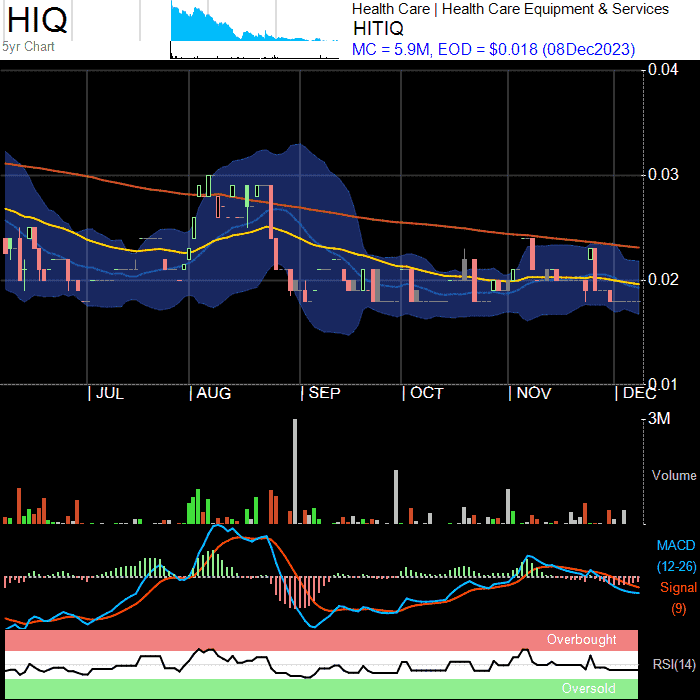 HIQ
5yr Chart
Health Care | Health Care Equipment & Services
HITIQ
MC = 5.9M, EOD = $0.018 (08Dec2023)
0.04
0.03
0.02
0.01
| JUL
| AUG
| SEP
| OCT
| NOV
| DEC
3M
Volume
MACD
(12-26)
Signal
(9)
Overbought
RSI(14)
Oversold